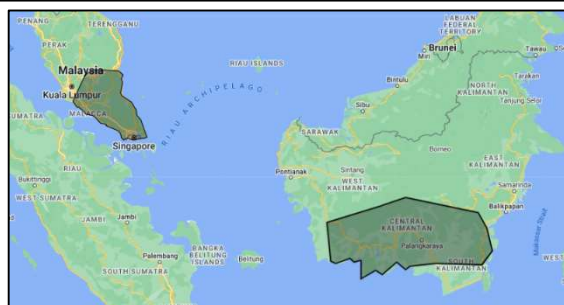 PENANG
TERENGGANU
PERAK
LABUAN
FEDERAL
TERRITORY
Brunei
Miri
Tawau
Malaysia
RIAU ISLANDS
Kuala Lumpur
Bintulu
Tarakan
NORTH
KALIMANTAN
Tanjung Selor
MALACCA
RIAU ARCHIPELAGO
Sibu
UMATRA
SARAWAK
Singapore
Borneo
RIAU
Pontianak
Sintang
EAST
KALIMANTAN
Bukittinggi
WEST
KALIMANTAN
Samarinda
WEST SUMATRA
JAMBI
Jambi
Balikpapan
CENTRAL
KALIMANTAN
Palangkaraya
Makassar Strait
BANGKA
BELITUNG
ISLANDS
Belitung
Palembang
SOUTH
KALIMANTAN
WEST
SOUTH SUMATRA